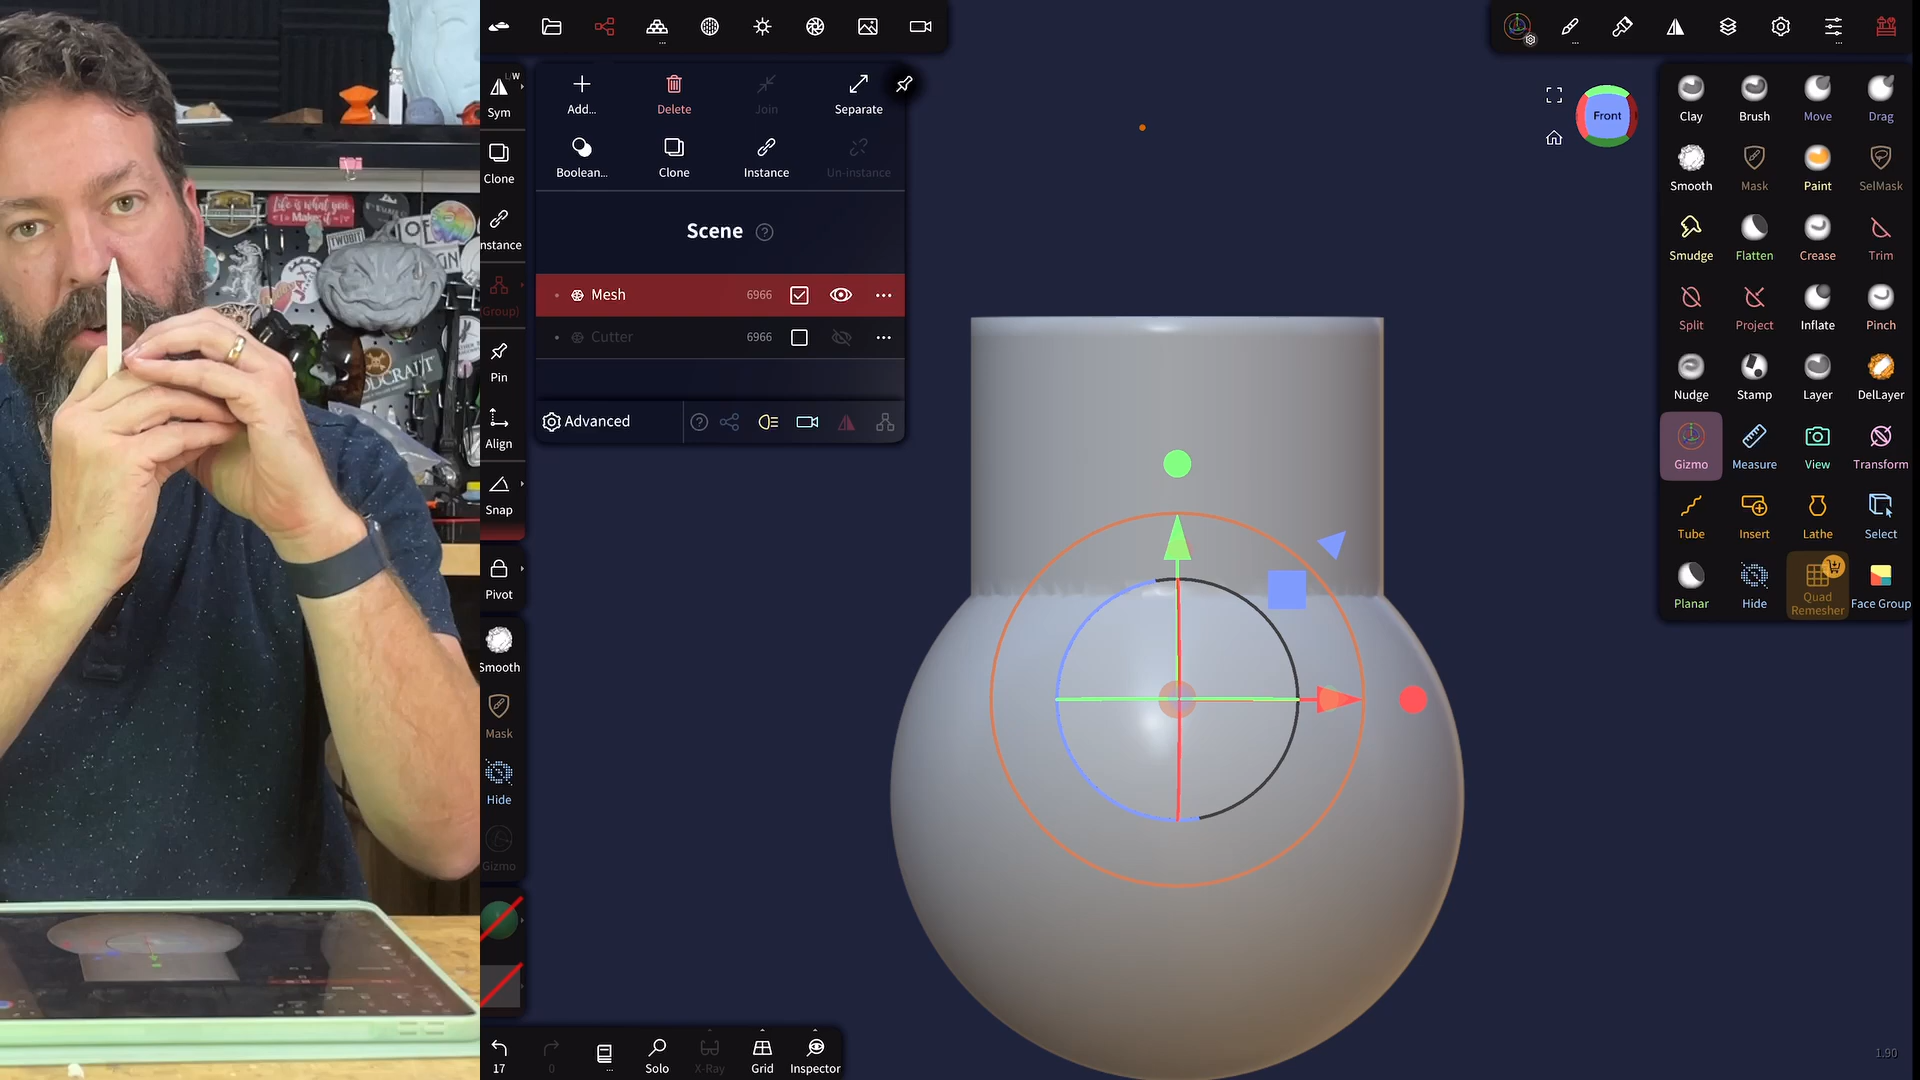 Add...
Delete
Join
Separate
Boolean...
Clone
Instance
Un-instance
Scene ?
Mesh 6966 ...
Cutter 6966 ...
Advanced ?
W
Sym
Clone
nstance
Group)
Pin
Align
Snap
Pivot
Smooth
Mask
Hide
Gizmo
17
0
Solo
X-Ray
Grid
Inspector
Front
Clay
Brush
Move
Drag
Smooth
Mask
Paint
SelMask
Smudge
Flatten
Crease
Trim
Split
Project
Inflate
Pinch
Nudge
Stamp
Layer
DelLayer
Gizmo
Measure
View
Transform
Tube
Insert
Lathe
Select
Planar
Hide
Quad
Remesher
Face Group
1.90
Life is what you
Make it
TWOBIT